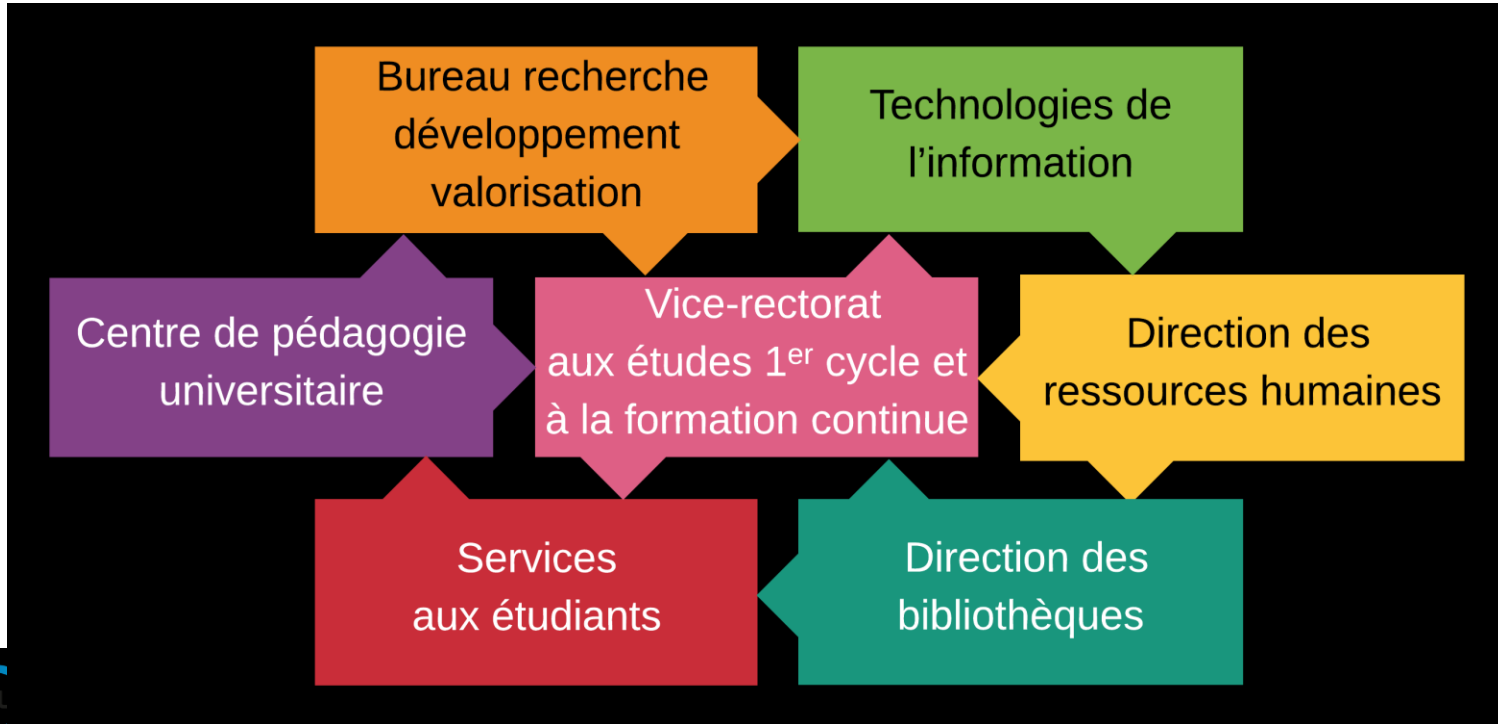 Bureau recherche
développement
valorisation
Technologies de
l’information
Centre de pédagogie
universitaire
Vice-rectorat
aux études 1er cycle et
à la formation continue
Direction des
ressources humaines
Services
aux étudiants
Direction des
bibliothèques